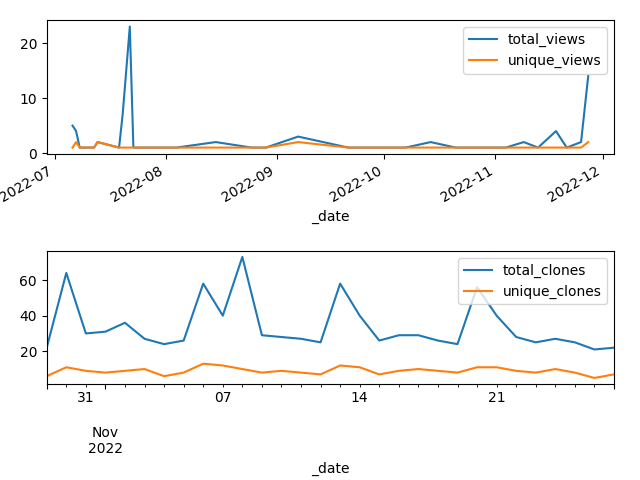 total_views
unique_views
20
10
0
2022-07
2022-08
2022-09
2022-10
2022-11
2022-12
_date
total_clones
unique_clones
60
40
20
31
07
14
21
Nov
2022
_date